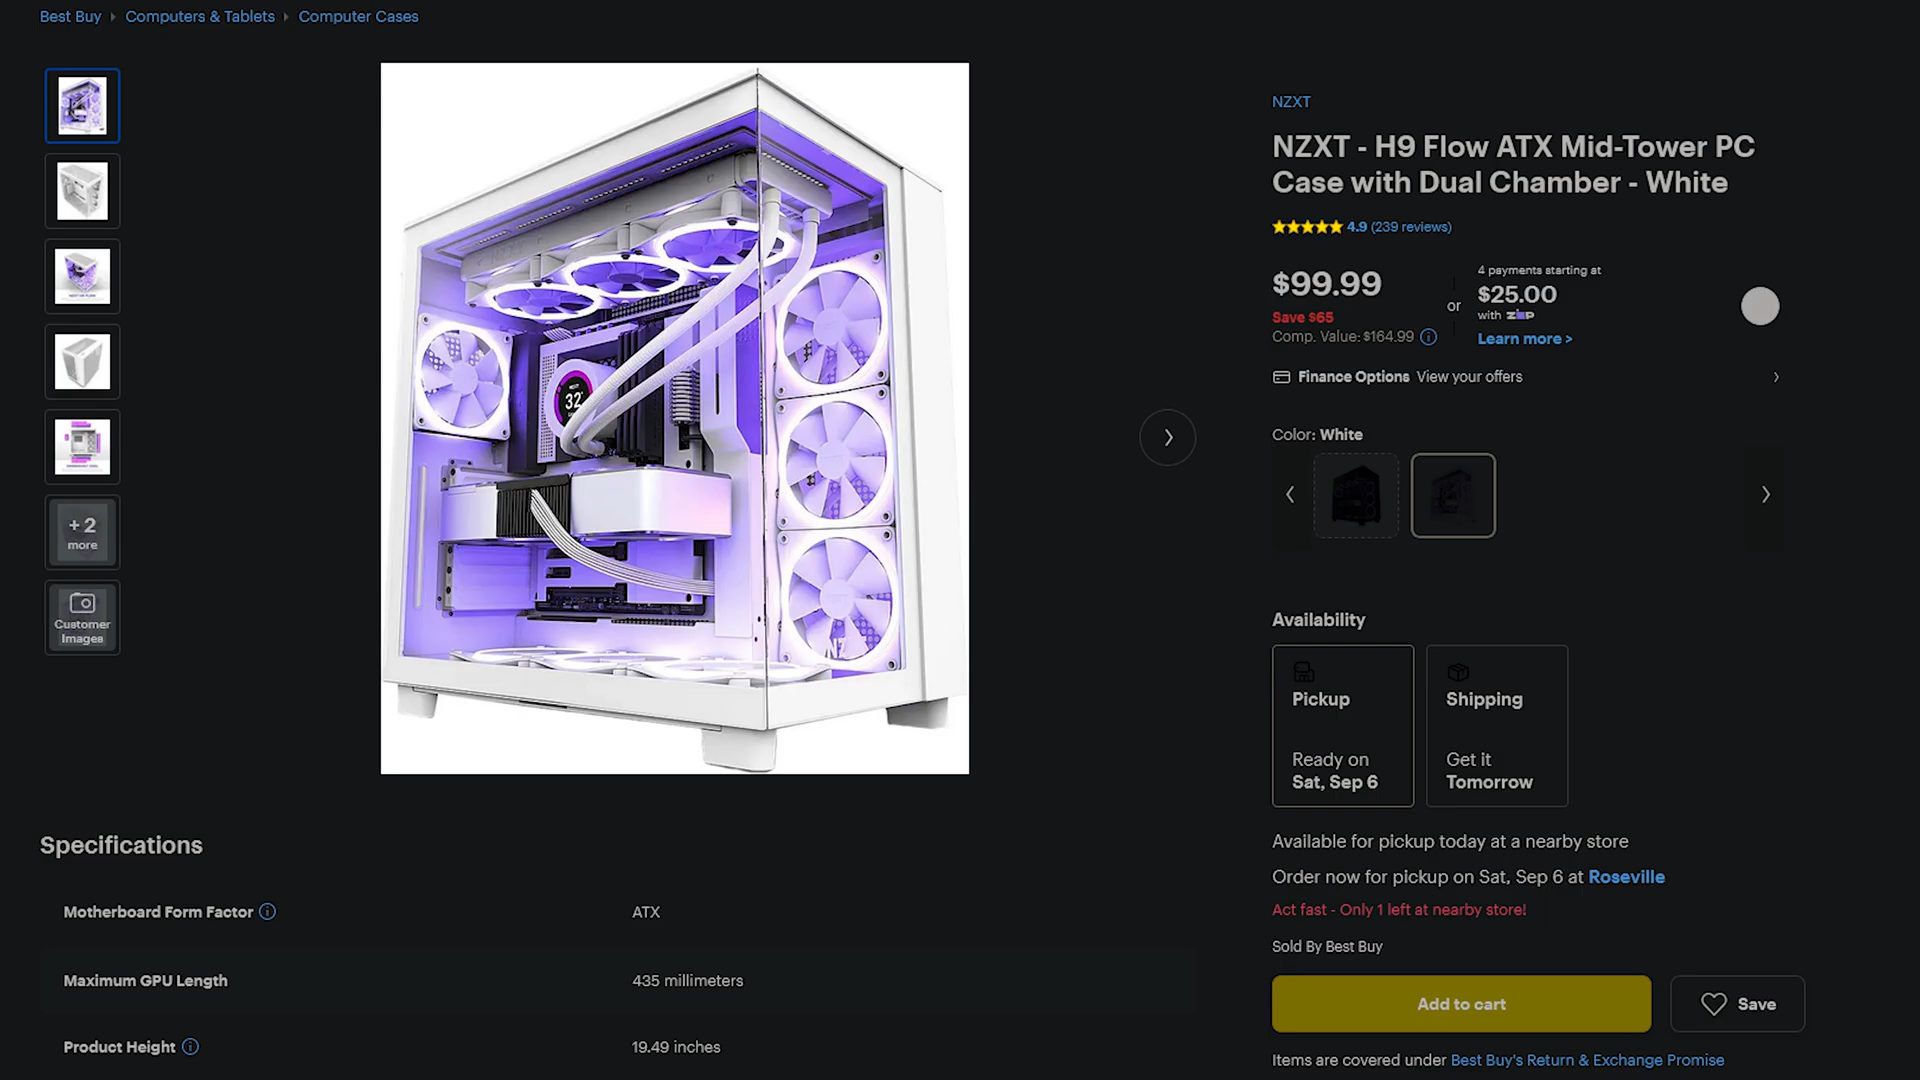 Best Buy
Computers & Tablets
Computer Cases
+ 2
more
Customer
Images
32°
NZXT
NZXT - H9 Flow ATX Mid-Tower PC
Case with Dual Chamber - White
4.9 (239 reviews)
$99.99
Save $65
Comp. Value: $164.99
or
4 payments starting at
$25.00
with zip
Learn more >
Finance Options View your offers
Color: White
Availability
Pickup
Ready on
Sat, Sep 6
Shipping
Get it
Tomorrow
Available for pickup today at a nearby store
Order now for pickup on Sat, Sep 6 at Roseville
Act fast - Only 1 left at nearby store!
Sold By Best Buy
Add to cart
Save
Items are covered under Best Buy's Return & Exchange Promise
Specifications
Motherboard Form Factor
ATX
Maximum GPU Length
435 millimeters
Product Height
19.49 inches